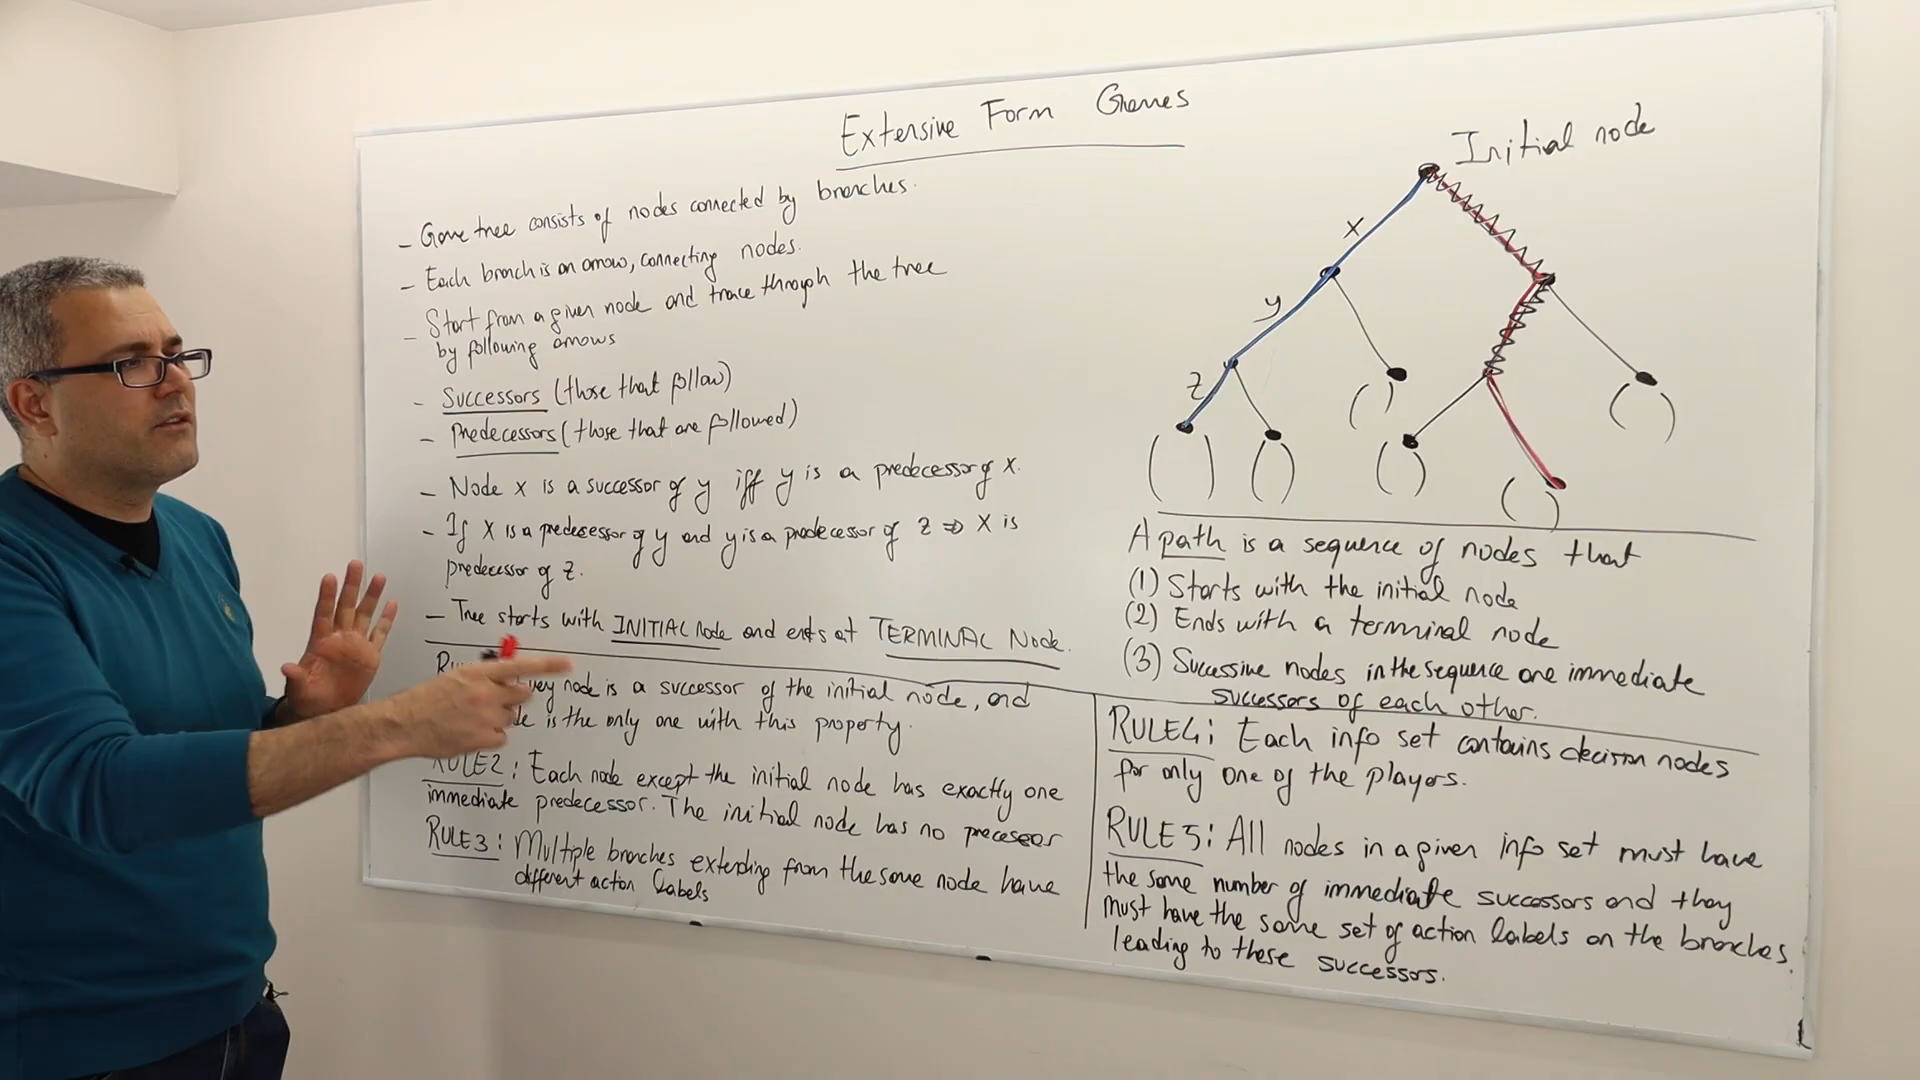 Extensive Form Games
- Game tree consists of nodes connected by branches.
- Each branch is an arrow, connecting nodes.
- Start from a given node and trace through the tree
by following arrows
- Successors (those that follow)
- Predecessors (those that are followed)
- Node x is a successor of y iff y is a predecessor of x.
- If x is a predecessor of y and y is a predecessor of z => x is
predecessor of z.
- Tree starts with INITIAL node and ends at TERMINAL Node.
every node is a successor of the initial node, and
is the only one with this property.
RULE2: Each node except the initial node has exactly one
immediate predecessor. The initial node has no precesor
RULE3: Multiple branches extending from the same node have
different action labels
Initial node
x
y
z
( ) ( ) ( ) ( ) ( ) ( )
A path is a sequence of nodes that
(1) Starts with the initial node
(2) Ends with a terminal node
(3) Successive nodes in the sequence are immediate
successors of each other.
RULE4: Each info set contains decision nodes
for only one of the players.
RULE5: All nodes in a given info set must have
the same number of immediate successors and they
must have the same set of action labels on the branches
leading to these successors.